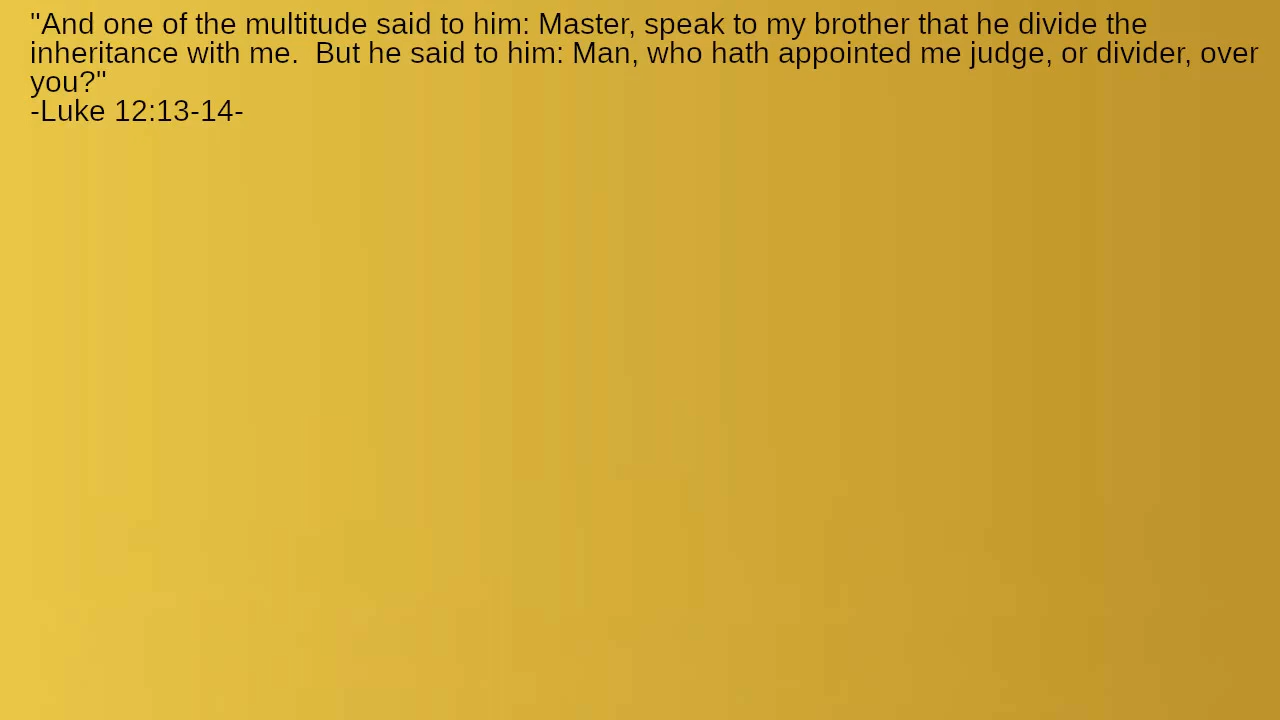 "And one of the multitude said to him: Master, speak to my brother that he divide the
inheritance with me.  But he said to him: Man, who hath appointed me judge, or divider, over
you?"
-Luke 12:13-14-